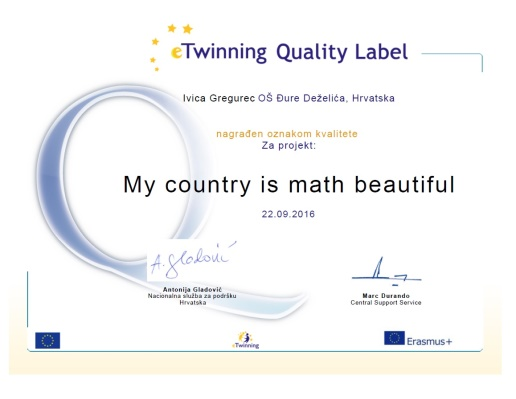 eTwinning Quality Label
Ivica Gregurec OŠ Đure Deželića, Hrvatska
nagrađen oznakom kvalitete
Za projekt:
My country is math beautiful
22.09.2016
A. Gladović
Antonija Gladović
Nacionalna služba za podršku
Hrvatska
Marc Durando
Central Support Service
eTwinning
Erasmus+